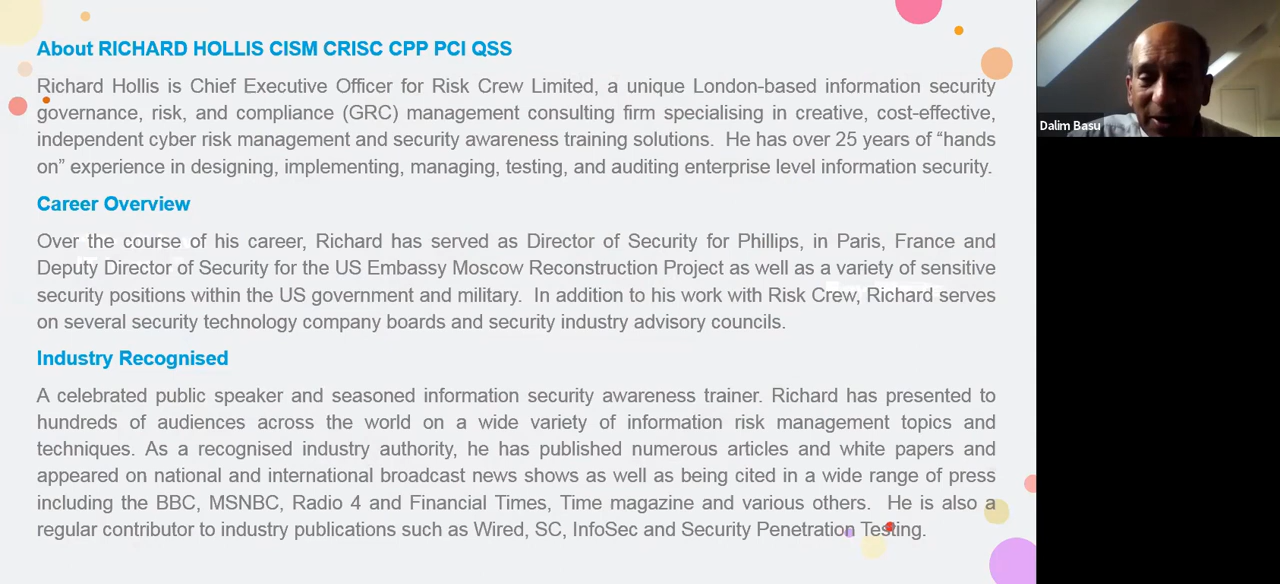 About RICHARD HOLLIS CISM CRISC CPP PCI QSS
Richard Hollis is Chief Executive Officer for Risk Crew Limited, a unique London-based information security
governance, risk, and compliance (GRC) management consulting firm specialising in creative, cost-effective,
independent cyber risk management and security awareness training solutions.  He has over 25 years of “hands
on” experience in designing, implementing, managing, testing, and auditing enterprise level information security.
Career Overview
Over the course of his career, Richard has served as Director of Security for Phillips, in Paris, France and
Deputy Director of Security for the US Embassy Moscow Reconstruction Project as well as a variety of sensitive
security positions within the US government and military.  In addition to his work with Risk Crew, Richard serves
on several security technology company boards and security industry advisory councils.
Industry Recognised
A celebrated public speaker and seasoned information security awareness trainer. Richard has presented to
hundreds of audiences across the world on a wide variety of information risk management topics and
techniques. As a recognised industry authority, he has published numerous articles and white papers and
appeared on national and international broadcast news shows as well as being cited in a wide range of press
including the BBC, MSNBC, Radio 4 and Financial Times, Time magazine and various others.  He is also a
regular contributor to industry publications such as Wired, SC, InfoSec and Security Penetration Testing.
Dalim Basu